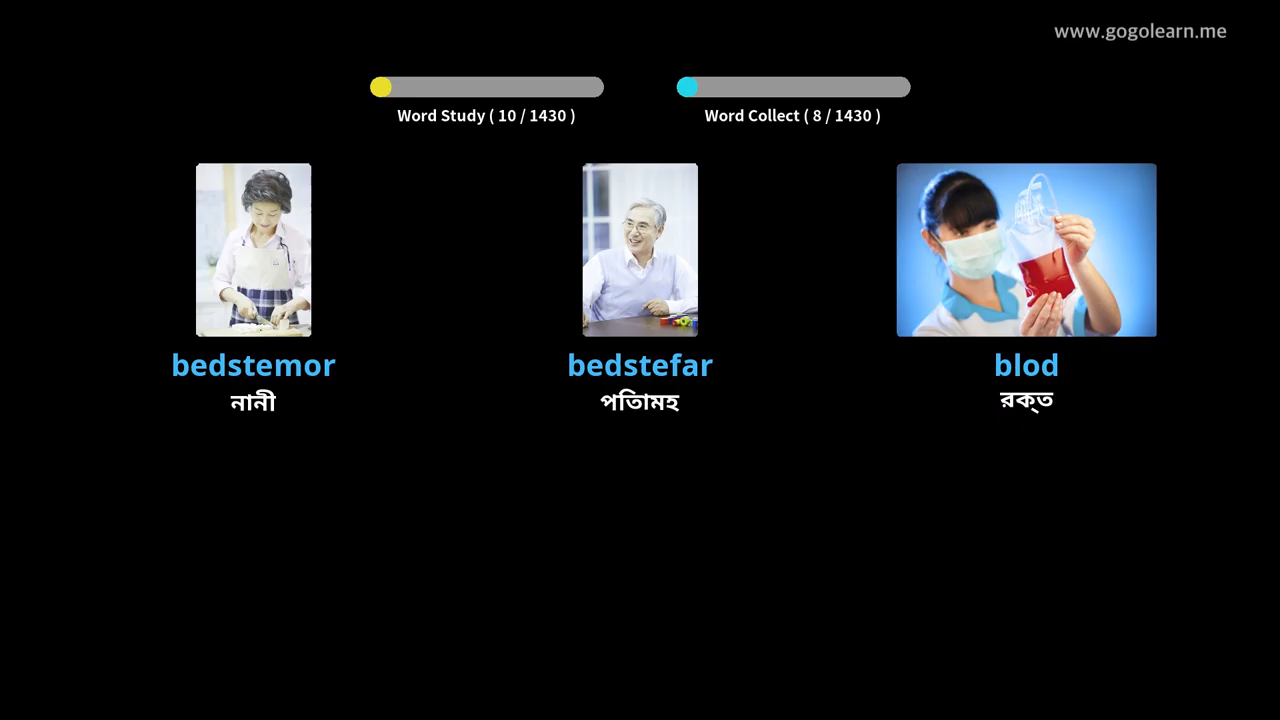 www.gogolearn.me
Word Study ( 10 / 1430 )
Word Collect ( 8 / 1430 )
bedstemor
bedstefar
blod
নানী
পতিামহ
রক্‌ত